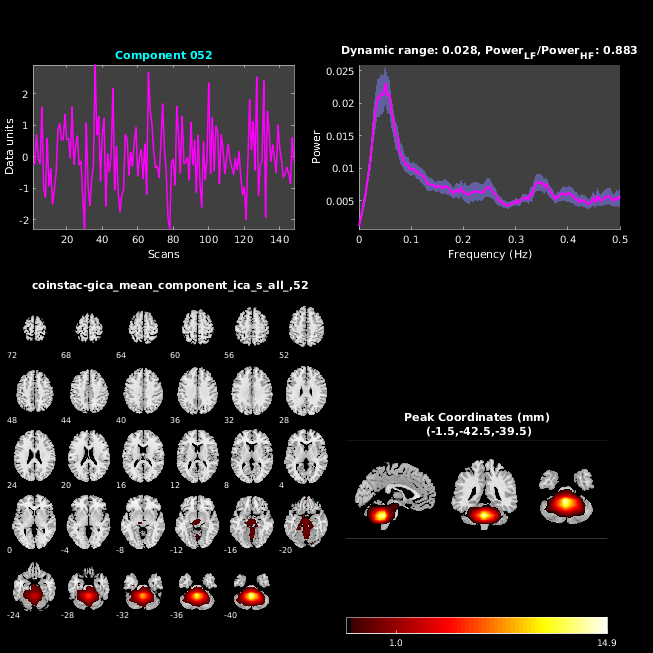 Component 052
Data units
2
1
0
-1
-2
20 40 60 80 100 120 140
Scans
Dynamic range: 0.028, PowerLF/PowerHF: 0.883
Power
0.025
0.02
0.015
0.01
0.005
0 0.1 0.2 0.3 0.4 0.5
Frequency (Hz)
coinstac-gica_mean_component_ica_s_all_,52
72 68 64 60 56 52
48 44 40 36 32 28
24 20 16 12 8 4
0 -4 -8 -12 -16 -20
-24 -28 -32 -36 -40
Peak Coordinates (mm)
(-1.5,-42.5,-39.5)
1.0 14.9